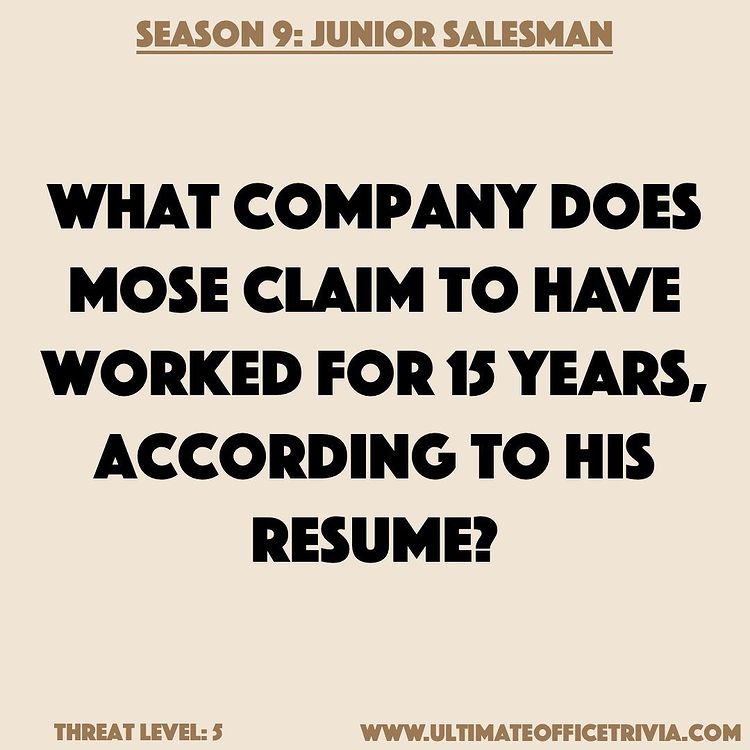 SEASON 9: JUNIOR SALESMAN
WHAT COMPANY DOES
MOSE CLAIM TO HAVE
WORKED FOR 15 YEARS,
ACCORDING TO HIS
RESUME?
THREAT LEVEL: 5
WWW.ULTIMATEOFFICETRIVIA.COM